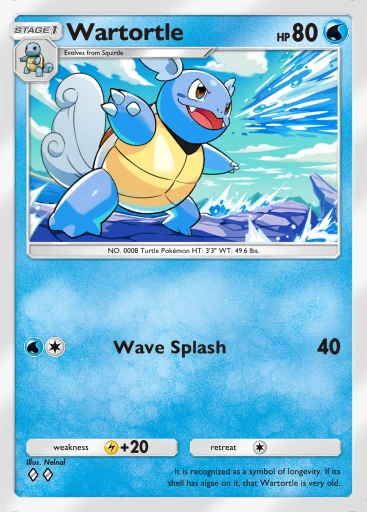 STAGE 1
Wartortle
HP 80
Evolves from Squirtle
NO. 0008 Turtle Pokémon HT: 3'3" WT: 49.6 lbs.
Wave Splash 40
weakness +20 retreat
Illus. Nelnal
It is recognized as a symbol of longevity. If its
shell has algae on it, that Wartortle is very old.